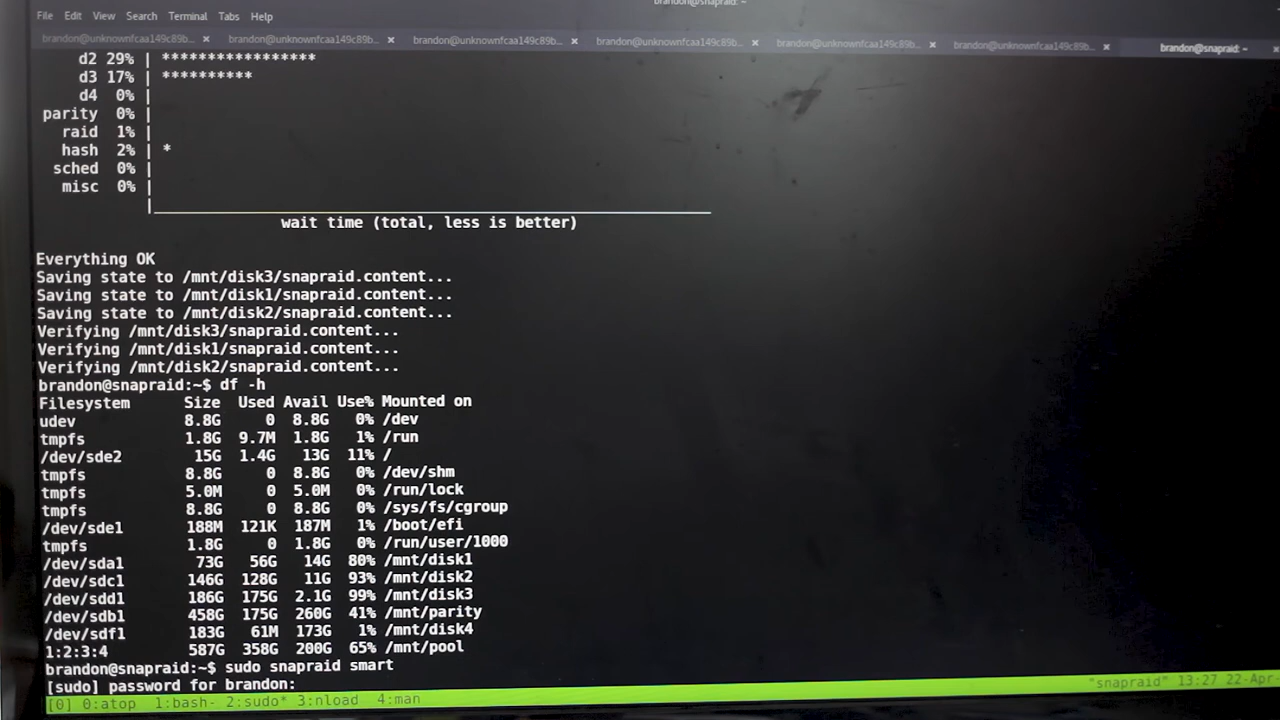 brandon@snapraid: ~
File Edit View Search Terminal Tabs Help
brandon@unknownfcaa149c89b... × brandon@unknownfcaa149c89b... × brandon@unknownfcaa149c89b... × brandon@unknownfcaa149c89b... × brandon@unknownfcaa149c89b... × brandon@unknownfcaa149c89b... × brandon@snapraid: ~ ×
d2 29% | *****************
d3 17% | **********
d4 0% |
parity 0% |
raid 1% |
hash 2% | *
sched 0% |
misc 0% |
|______________________________________________________________
wait time (total, less is better)
Everything OK
Saving state to /mnt/disk3/snapraid.content...
Saving state to /mnt/disk1/snapraid.content...
Saving state to /mnt/disk2/snapraid.content...
Verifying /mnt/disk3/snapraid.content...
Verifying /mnt/disk1/snapraid.content...
Verifying /mnt/disk2/snapraid.content...
brandon@snapraid:~$ df -h
Filesystem Size Used Avail Use% Mounted on
udev 8.8G 0 8.8G 0% /dev
tmpfs 1.8G 9.7M 1.8G 1% /run
/dev/sde2 15G 1.4G 13G 11% /
tmpfs 8.8G 0 8.8G 0% /dev/shm
tmpfs 5.0M 0 5.0M 0% /run/lock
tmpfs 8.8G 0 8.8G 0% /sys/fs/cgroup
/dev/sde1 188M 121K 187M 1% /boot/efi
tmpfs 1.8G 0 1.8G 0% /run/user/1000
/dev/sda1 73G 56G 14G 80% /mnt/disk1
/dev/sdc1 146G 128G 11G 93% /mnt/disk2
/dev/sdd1 186G 175G 2.1G 99% /mnt/disk3
/dev/sdb1 458G 175G 260G 41% /mnt/parity
/dev/sdf1 183G 61M 173G 1% /mnt/disk4
1:2:3:4 587G 358G 200G 65% /mnt/pool
brandon@snapraid:~$ sudo snapraid smart
[sudo] password for brandon:
[0] 0:atop 1:bash- 2:sudo* 3:nload 4:man "snapraid" 13:27 22-Apr-